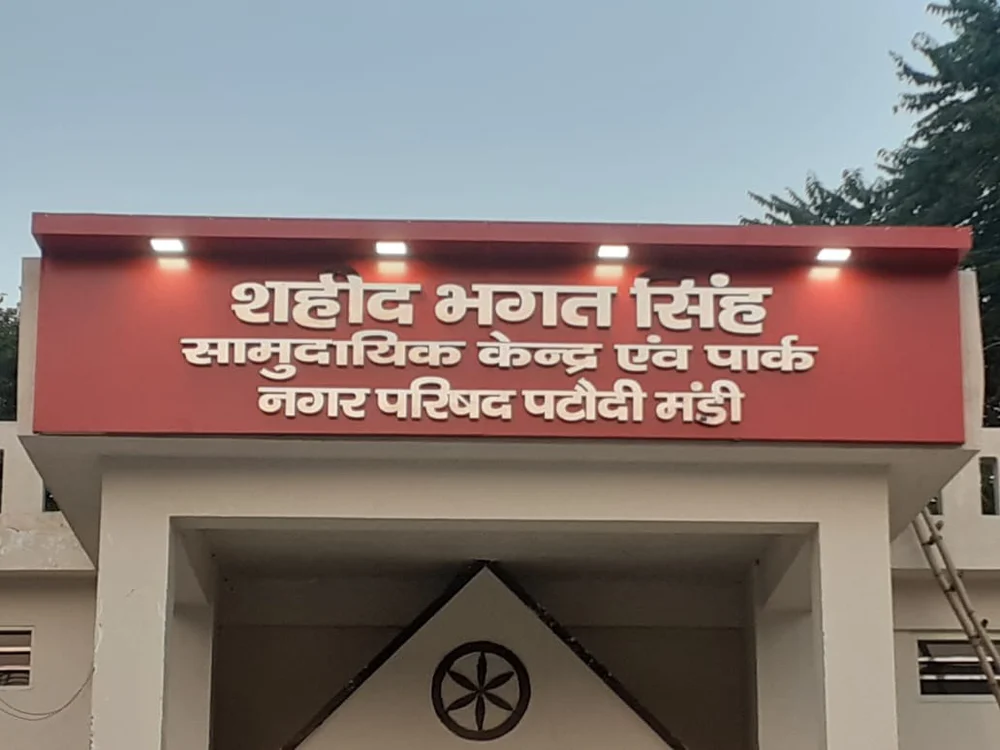 शहीद भगत सिंह
सामुदायिक केन्द्र एंव पार्क
नगर परिषद पटौदी मंडी